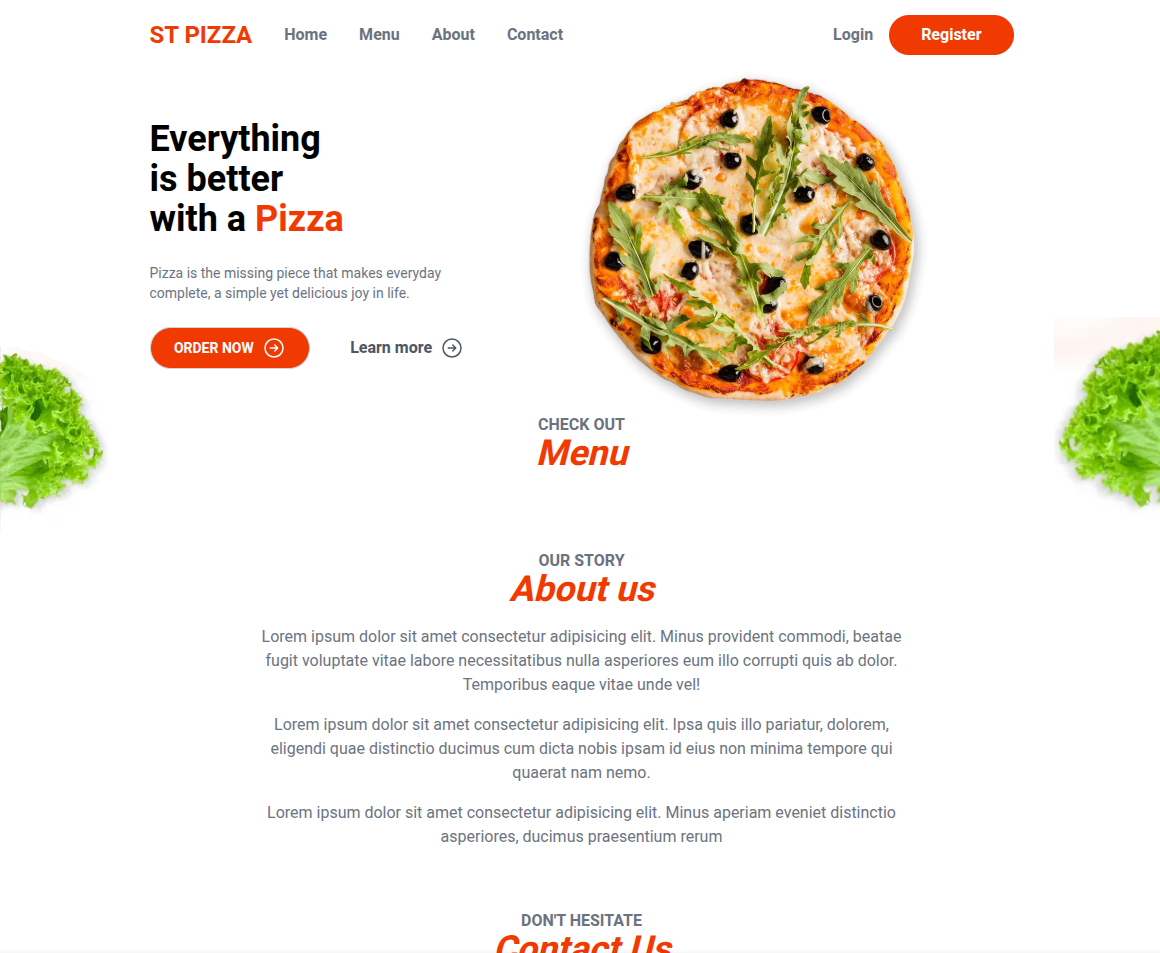 ST PIZZA Home Menu About Contact Login Register
Everything
is better
with a Pizza
Pizza is the missing piece that makes everyday
complete, a simple yet delicious joy in life.
ORDER NOW Learn more
CHECK OUT
Menu
OUR STORY
About us
Lorem ipsum dolor sit amet consectetur adipisicing elit. Minus provident commodi, beatae
fugit voluptate vitae labore necessitatibus nulla asperiores eum illo corrupti quis ab dolor.
Temporibus eaque vitae unde vel!
Lorem ipsum dolor sit amet consectetur adipisicing elit. Ipsa quis illo pariatur, dolorem,
eligendi quae distinctio ducimus cum dicta nobis ipsam id eius non minima tempore qui
quaerat nam nemo.
Lorem ipsum dolor sit amet consectetur adipisicing elit. Minus aperiam eveniet distinctio
asperiores, ducimus praesentium rerum
DON'T HESITATE
Contact Us